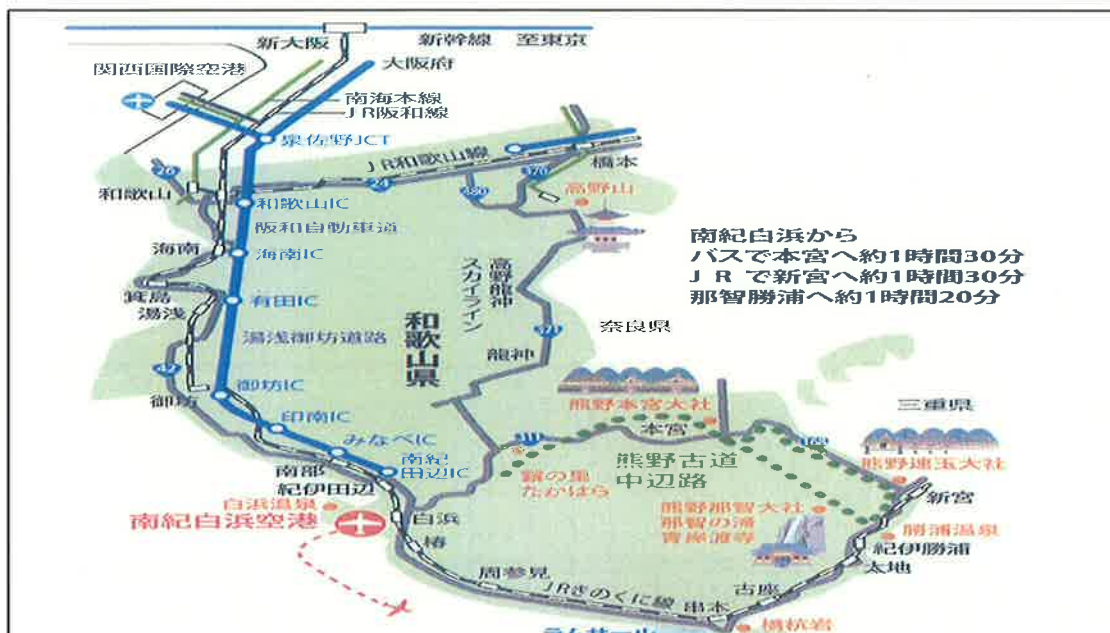 新大阪
新幹線 至東京
関西国際空港
大阪府
南海本線
JR阪和線
泉佐野JCT
JR和歌山線
橋本
26
24
480
370
和歌山
和歌山IC
高野山
阪和自動車道
海南
海南IC
高野龍神
スカイライン
南紀白浜から
バスで本宮へ約1時間30分
JRで新宮へ約1時間30分
那智勝浦へ約1時間20分
箕島
有田IC
湯浅
湯浅御坊道路
和歌山県
371
奈良県
龍神
42
御坊
御坊IC
印南IC
みなべIC
熊野本宮大社
本宮
三重県
311
168
熊野速玉大社
南部
南紀
田辺IC
紀伊田辺
熊野古道
中辺路
霧の里
たかはら
新宮
白浜温泉
南紀白浜空港
白浜
熊野那智大社
那智の滝
青岸渡寺
勝浦温泉
紀伊勝浦
太地
椿
周参見
JRきのくに線
古座
串本
橋杭岩